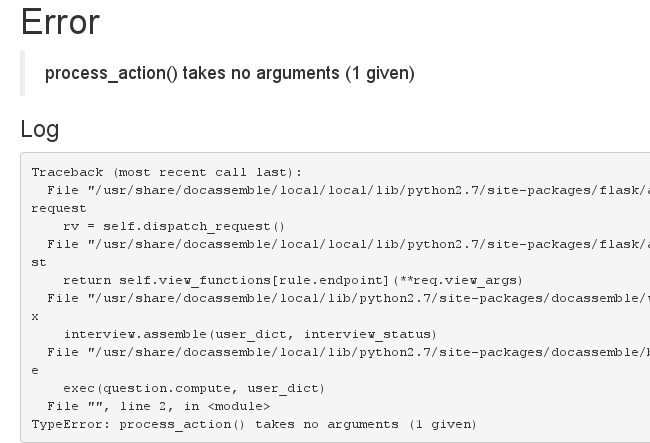 Error
process_action() takes no arguments (1 given)
Log
Traceback (most recent call last):
File "/usr/share/docassemble/local/local/lib/python2.7/site-packages/flask/
request
rv = self.dispatch_request()
File "/usr/share/docassemble/local/local/lib/python2.7/site-packages/flask/
st
return self.view_functions[rule.endpoint](**req.view_args)
File "/usr/share/docassemble/local/local/lib/python2.7/site-packages/docassemble/
x
interview.assemble(user_dict, interview_status)
File "/usr/share/docassemble/local/local/lib/python2.7/site-packages/docassemble/
e
exec(question.compute, user_dict)
File "", line 2, in <module>
TypeError: process_action() takes no arguments (1 given)